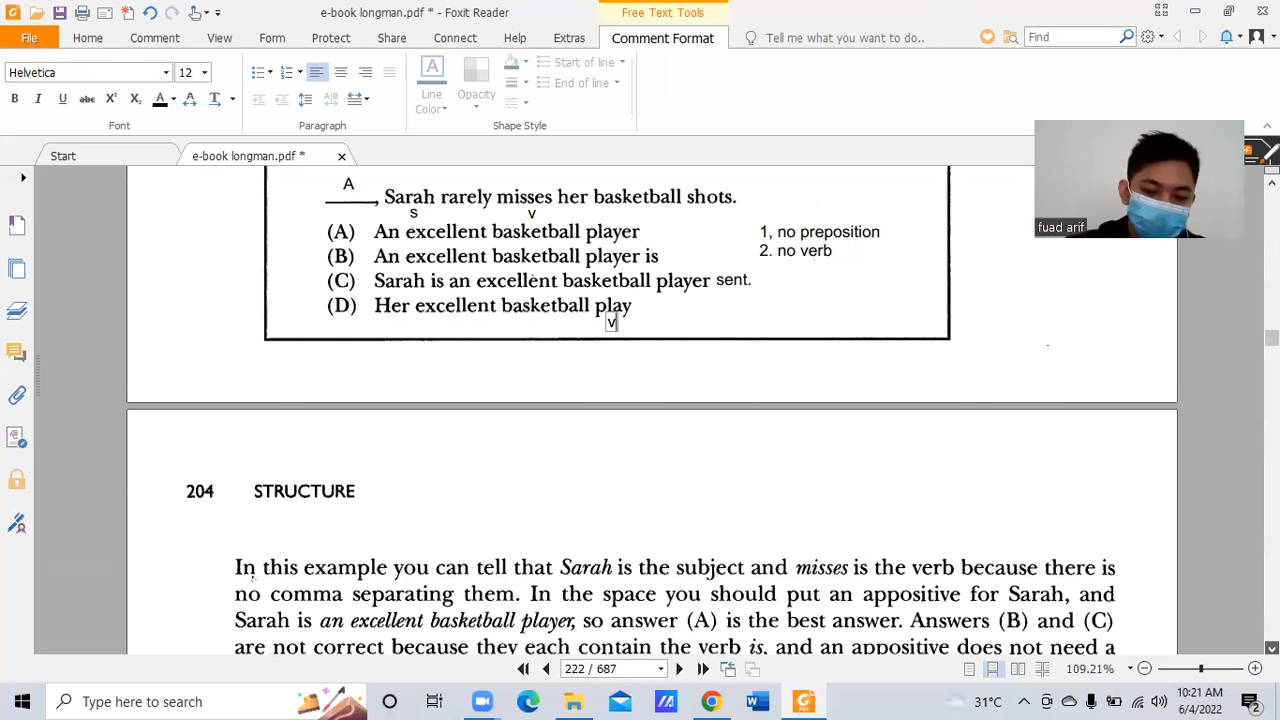 e-book longman.pdf * - Foxit Reader
Free Text Tools
File
Home
Comment
View
Form
Protect
Share
Connect
Help
Extras
Comment Format
Tell me what you want to do..
Find
Helvetica
12
Line Color
Opacity
Start of line
End of line
Font
Paragraph
Shape Style
Start
e-book longman.pdf *
fuad arif
A
_____, Sarah rarely misses her basketball shots.
s v
(A) An excellent basketball player
1, no preposition
(B) An excellent basketball player is
2. no verb
(C) Sarah is an excellent basketball player sent.
(D) Her excellent basketball play
v
204 STRUCTURE
In this example you can tell that Sarah is the subject and misses is the verb because there is
no comma separating them. In the space you should put an appositive for Sarah, and
Sarah is an excellent basketball player, so answer (A) is the best answer. Answers (B) and (C)
are not correct because they each contain the verb is, and an appositive does not need a
222 / 687
109.21%
Type here to search
31°C
10:21 AM
6/4/2022
2